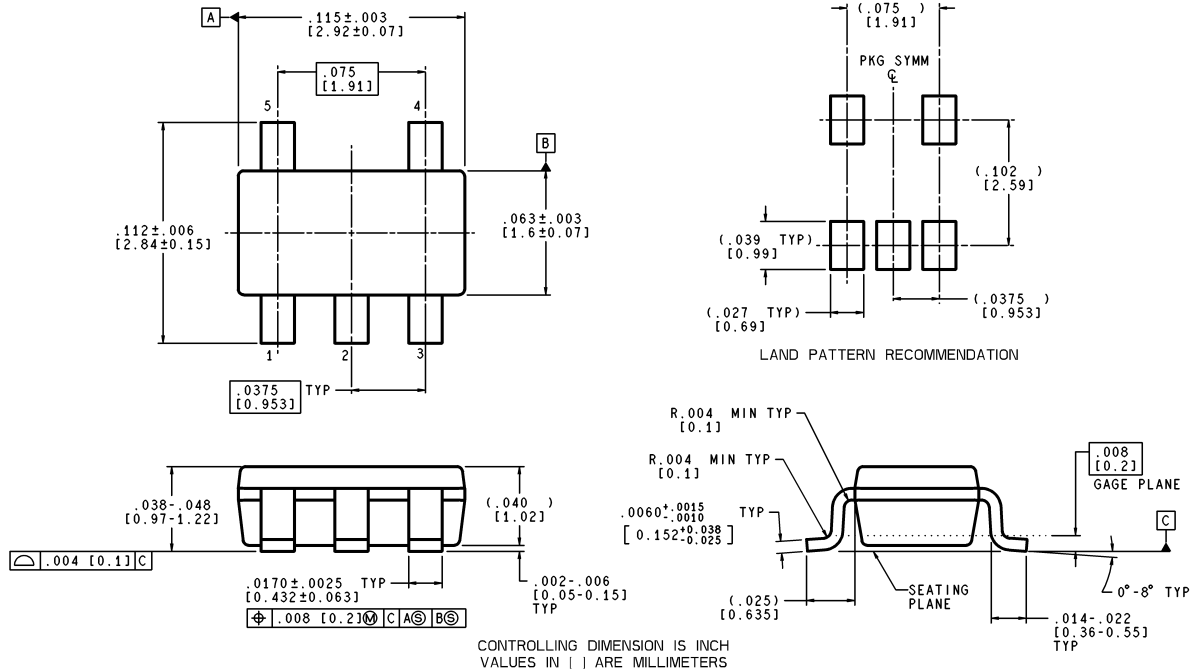 A
.115±.003
[2.92±0.07]
.075
[1.91]
5
4
B
.112±.006
[2.84±0.15]
.063±.003
[1.6±0.07]
1
2
3
.0375
[0.953]
TYP
(.075 )
[1.91]
PKG SYMM
℄
(.102 )
[2.59]
(.039 TYP)
[0.99]
(.027 TYP)
[0.69]
(.0375 )
[0.953]
LAND PATTERN RECOMMENDATION
.038-.048
[0.97-1.22]
(.040 )
[1.02]
⌓ .004 [0.1] C
.0170±.0025 TYP
[0.432±0.063]
⌖ .008 [0.2]Ⓜ C AⓈ BⓈ
.002-.006
[0.05-0.15]
TYP
R.004 MIN TYP
[0.1]
R.004 MIN TYP
[0.1]
.0060+.0015-.0010 TYP
[0.152+0.038-0.025]
.008
[0.2]
GAGE PLANE
C
(.025)
[0.635]
SEATING
PLANE
0°-8° TYP
.014-.022
[0.36-0.55]
TYP
CONTROLLING DIMENSION IS INCH
VALUES IN [ ] ARE MILLIMETERS